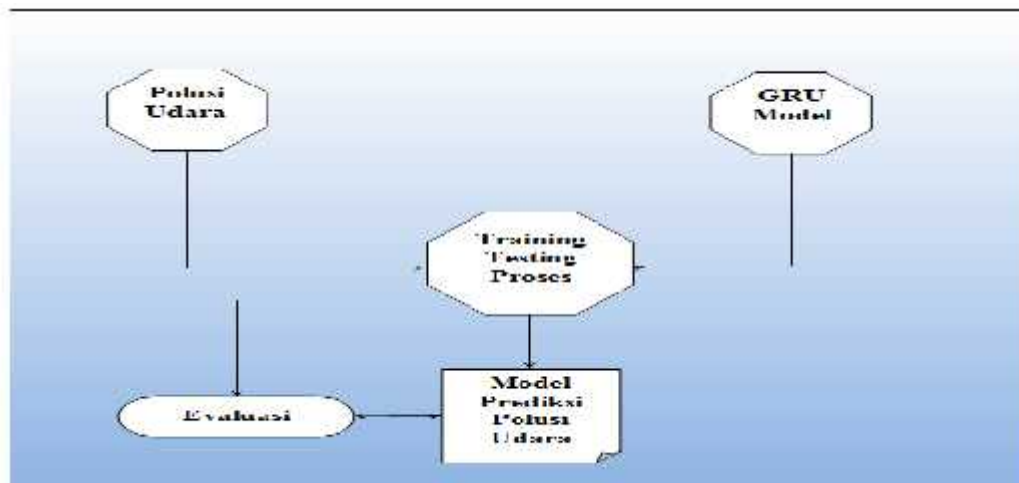 Polusi
Udara
GRU
Model
Training
Testing
Proses
Model
Prediksi
Polusi
Udara
Evaluasi